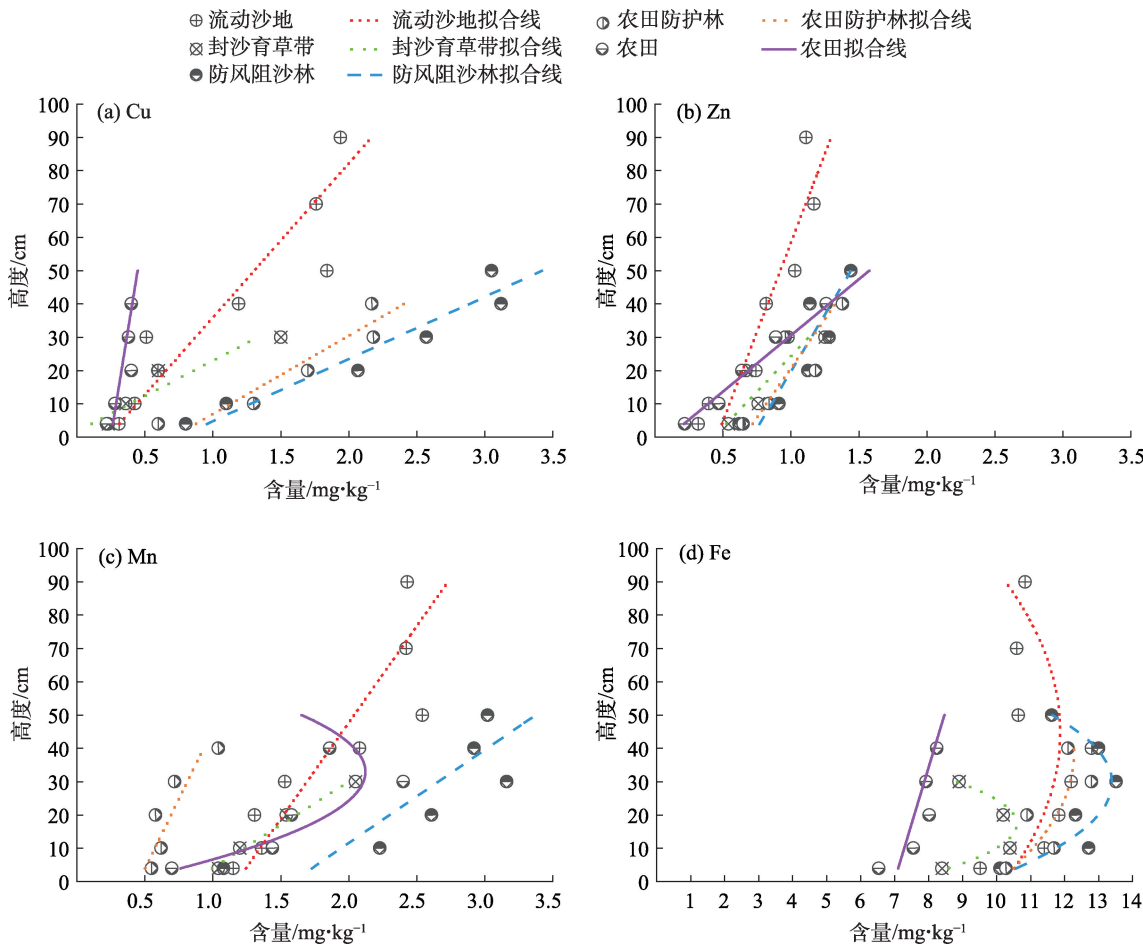 流动沙地 流动沙地拟合线 农田防护林 农田防护林拟合线
封沙育草带 封沙育草带拟合线 农田 农田拟合线
防风阻沙林 防风阻沙林拟合线
(a) Cu
100
90
80
70
60
50
40
30
20
10
0
高度/cm
0.5 1.0 1.5 2.0 2.5 3.0 3.5
含量/mg•kg⁻¹
(b) Zn
100
90
80
70
60
50
40
30
20
10
0
高度/cm
0.5 1.0 1.5 2.0 2.5 3.0 3.5
含量/mg•kg⁻¹
(c) Mn
100
90
80
70
60
50
40
30
20
10
0
高度/cm
0.5 1.0 1.5 2.0 2.5 3.0 3.5
含量/mg•kg⁻¹
(d) Fe
100
90
80
70
60
50
40
30
20
10
0
高度/cm
1 2 3 4 5 6 7 8 9 10 11 12 13 14
含量/mg•kg⁻¹